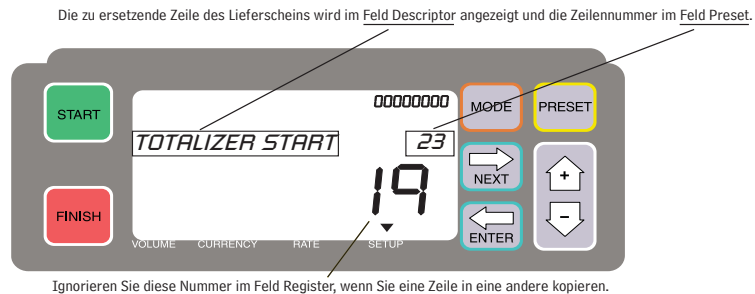 Die zu ersetzende Zeile des Lieferscheins wird im Feld Descriptor angezeigt und die Zeilennummer im Feld Preset.
START
00000000
MODE
PRESET
TOTALIZER START
23
NEXT
+
19
FINISH
ENTER
–
VOLUME CURRENCY RATE SETUP
Ignorieren Sie diese Nummer im Feld Register, wenn Sie eine Zeile in eine andere kopieren.